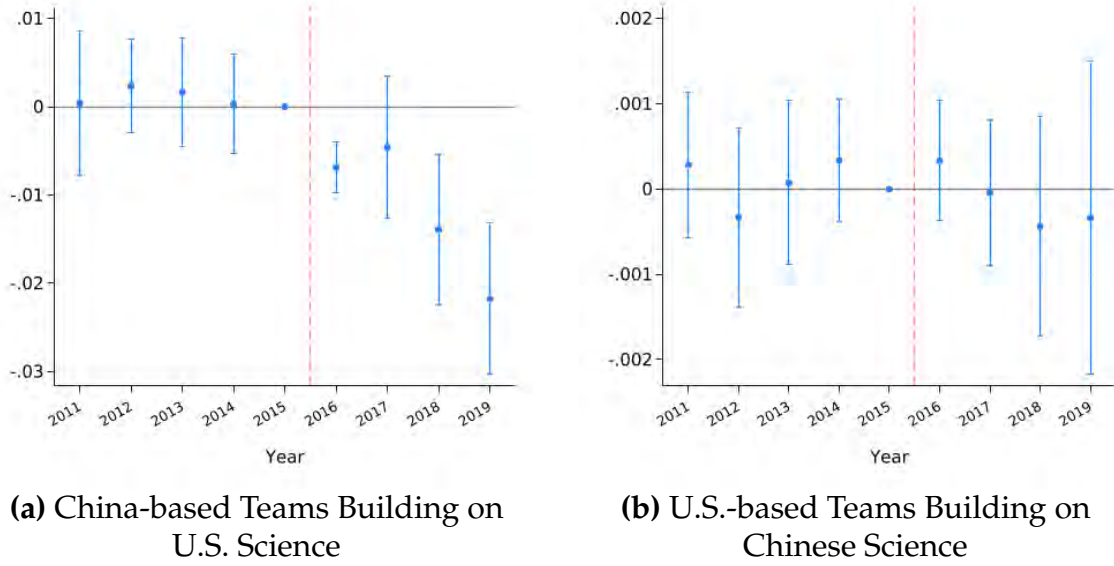 .01
0
-.01
-.02
-.03
2011 2012 2013 2014 2015 2016 2017 2018 2019
Year
(a) China-based Teams Building on
U.S. Science
.002
.001
0
-.001
-.002
2011 2012 2013 2014 2015 2016 2017 2018 2019
Year
(b) U.S.-based Teams Building on
Chinese Science